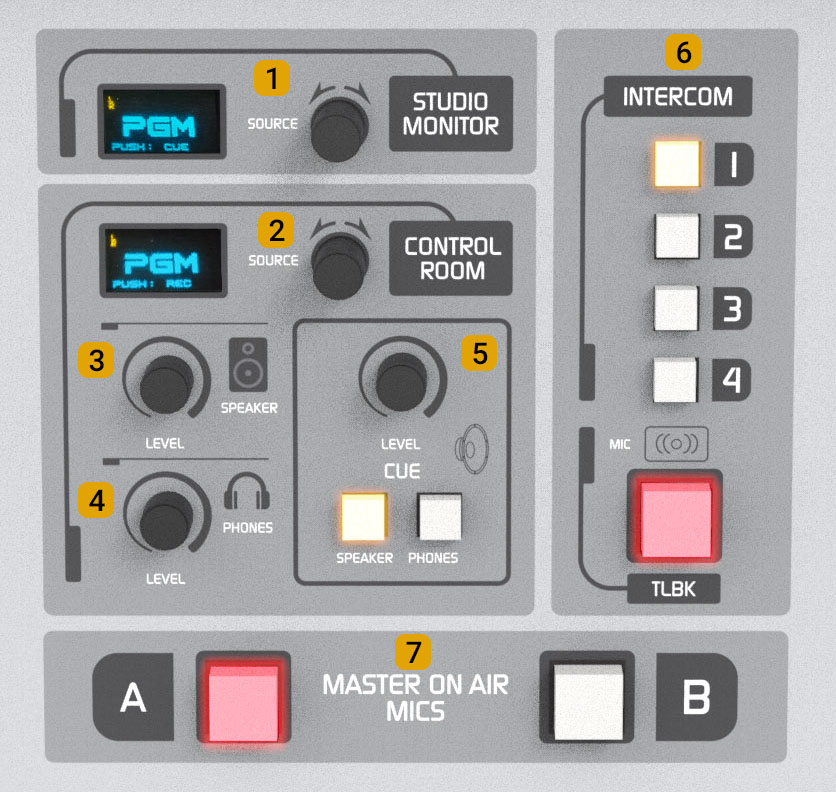 1
SOURCE
PGM
PUSH: CUE
STUDIO
MONITOR
2
SOURCE
PGM
PUSH: REC
CONTROL
ROOM
3
SPEAKER
LEVEL
4
PHONES
LEVEL
5
LEVEL
CUE
SPEAKER PHONES
6
INTERCOM
1
2
3
4
MIC
TLBK
7
A
MASTER ON AIR
MICS
B